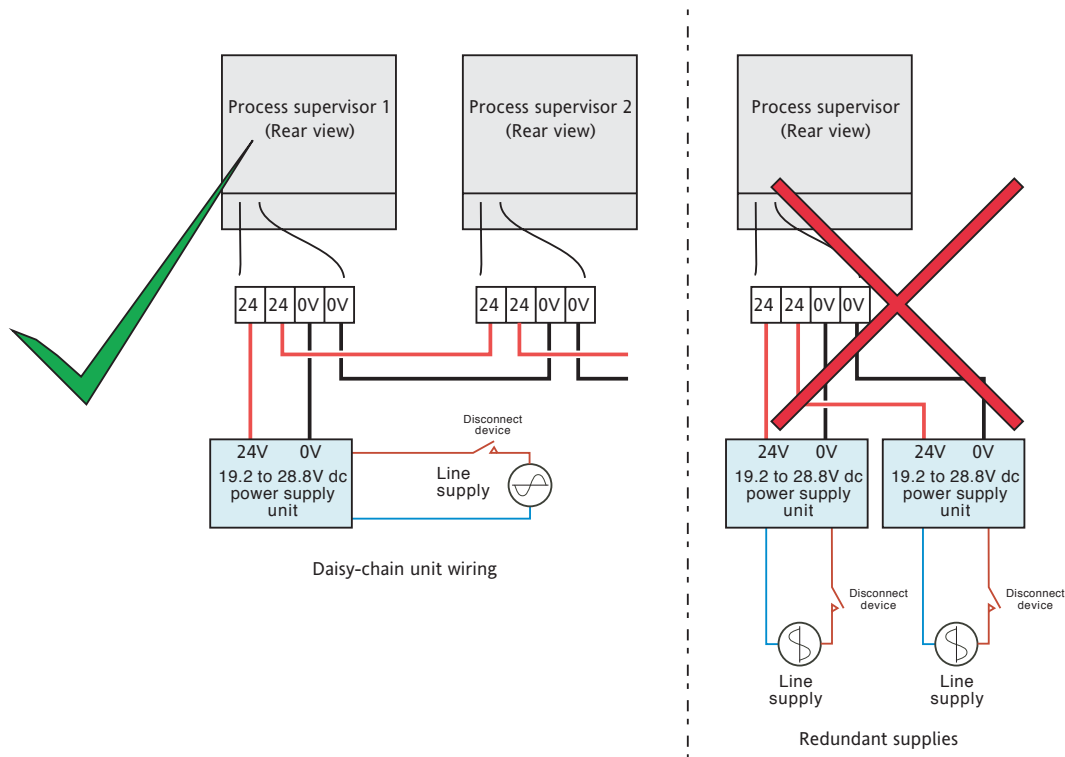 Process supervisor 1
(Rear view)
Process supervisor 2
(Rear view)
24 24 0V 0V
24 24 0V 0V
Disconnect
device
24V 0V
19.2 to 28.8V dc
power supply
unit
Line
supply
Daisy-chain unit wiring
Process supervisor
(Rear view)
24 24 0V 0V
24V 0V
19.2 to 28.8V dc
power supply
unit
24V 0V
19.2 to 28.8V dc
power supply
unit
Disconnect
device
Disconnect
device
Line
supply
Line
supply
Redundant supplies